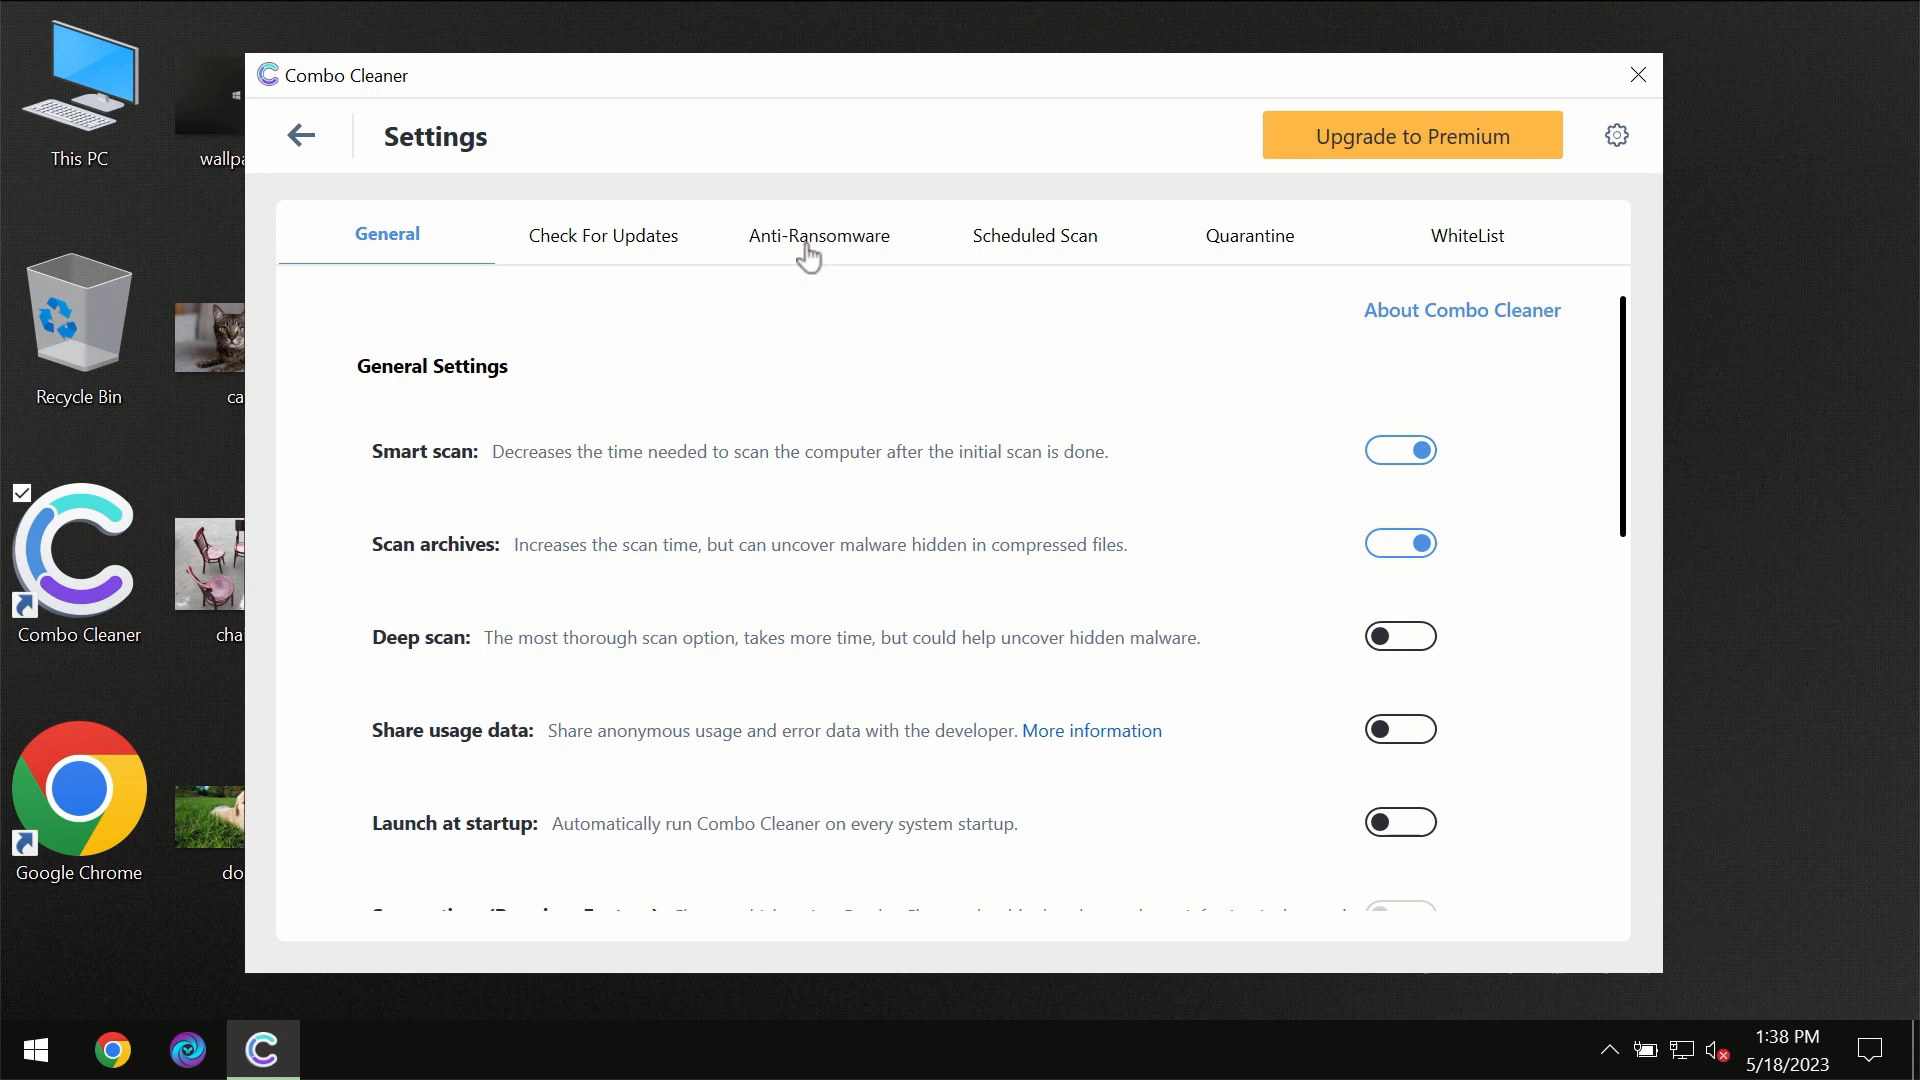 Combo Cleaner
Settings
Upgrade to Premium
General
Check For Updates
Anti-Ransomware
Scheduled Scan
Quarantine
WhiteList
About Combo Cleaner
General Settings
Smart scan: Decreases the time needed to scan the computer after the initial scan is done.
Scan archives: Increases the scan time, but can uncover malware hidden in compressed files.
Deep scan: The most thorough scan option, takes more time, but could help uncover hidden malware.
Share usage data: Share anonymous usage and error data with the developer. More information
Launch at startup: Automatically run Combo Cleaner on every system startup.
This PC
wallpa
Recycle Bin
ca
Combo Cleaner
chai
Google Chrome
do
1:38 PM
5/18/2023